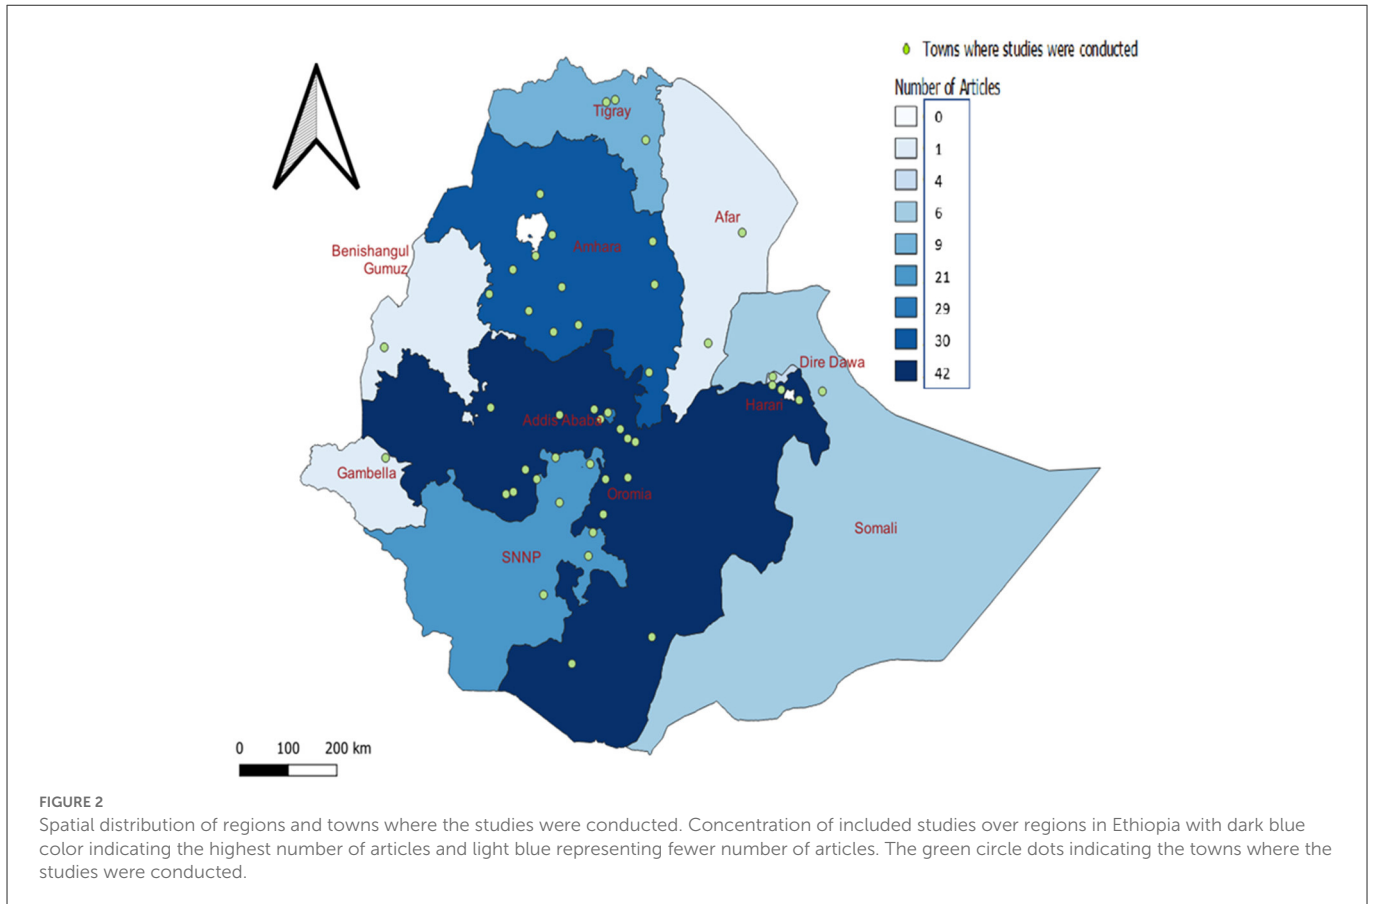 Towns where studies were conducted
Number of Articles
0
1
4
6
9
21
29
30
42
Tigray
Afar
Amhara
Benishangul
Gumuz
Dire Dawa
Harari
Addis Ababa
Gambella
Oromia
Somali
SNNP
0 100 200 km
FIGURE 2
Spatial distribution of regions and towns where the studies were conducted. Concentration of included studies over regions in Ethiopia with dark blue
color indicating the highest number of articles and light blue representing fewer number of articles. The green circle dots indicating the towns where the
studies were conducted.